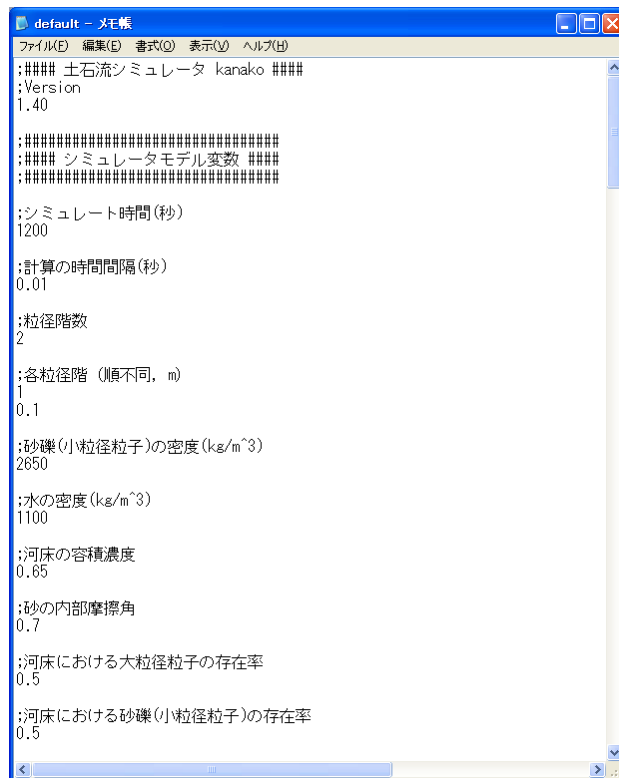 default - メモ帳
ファイル(F) 編集(E) 書式(O) 表示(V) ヘルプ(H)
;#### 土石流シミュレータ kanako ####
;Version
1.40
;################################
;#### シミュレータモデル変数 ####
;################################
;シミュレート時間(秒)
1200
;計算の時間間隔(秒)
0.01
;粒径階数
2
;各粒径階 (順不同, m)
1
0.1
;砂礫(小粒径粒子)の密度(kg/m^3)
2650
;水の密度(kg/m^3)
1100
;河床の容積濃度
0.65
;砂の内部摩擦角
0.7
;河床における大粒径粒子の存在率
0.5
;河床における砂礫(小粒径粒子)の存在率
0.5